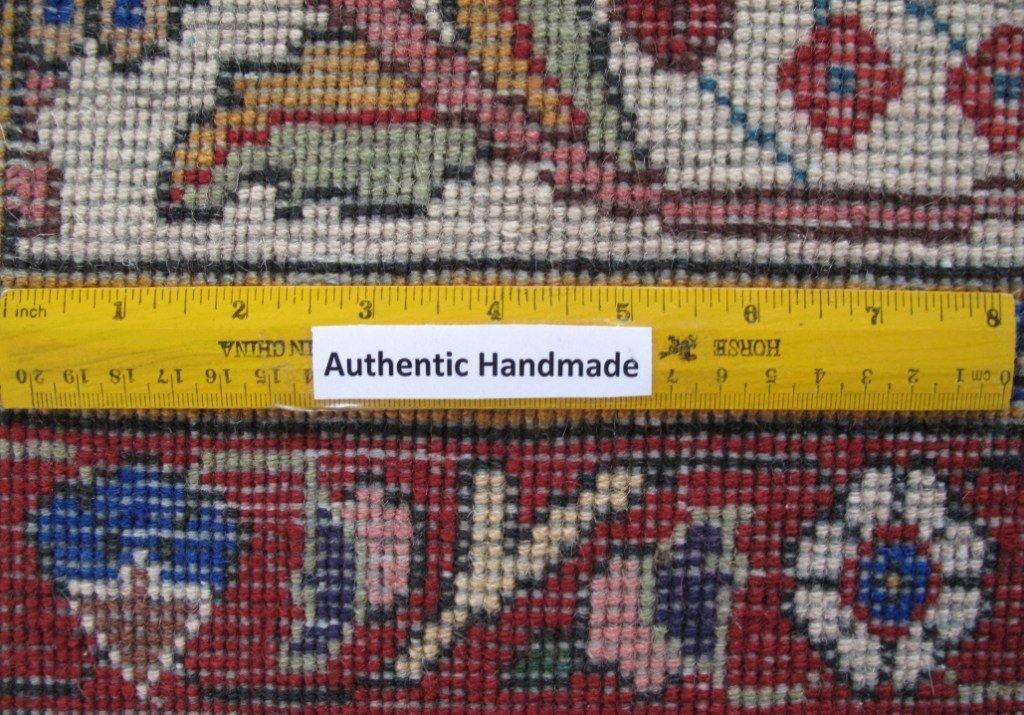 inch 1 2 3 4 5 6 7 8
IN CHINA
HORSE
Authentic Handmade
20 19 18 17 16 15 14 7 6 5 4 3 2 1 cm 0